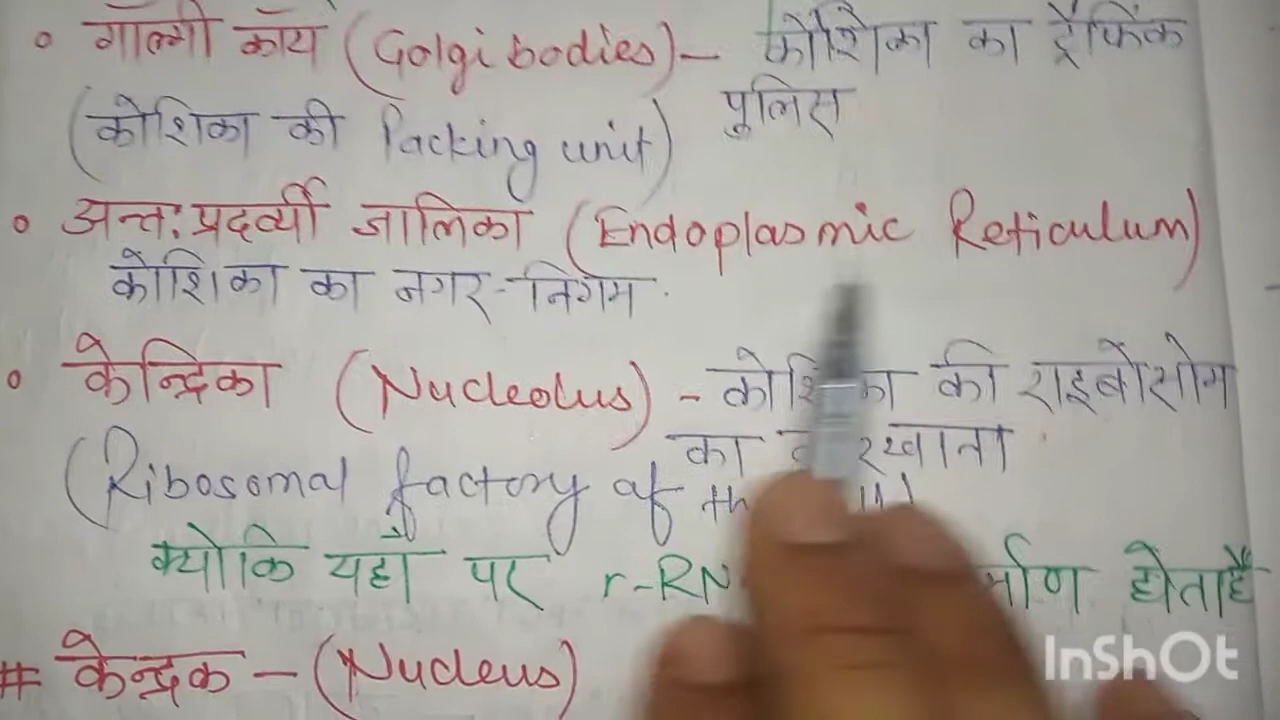 गॉल्गी कॉय (Golgi bodies) – कोशिका का ट्रैफिक
(कोशिका की Packing unit) पुलिस
अन्त:प्रदर्व्यी जालिका (Endoplasmic Reticulum)
कोशिका का नगर-निगम.
केन्द्रिका (Nucleolus) - कोशिका की राइबोसोम
का
(Ribosomal factory of
क्योकि यहाँ पर r-RN होता है
# केन्द्रक – (Nucleus)
InShOt